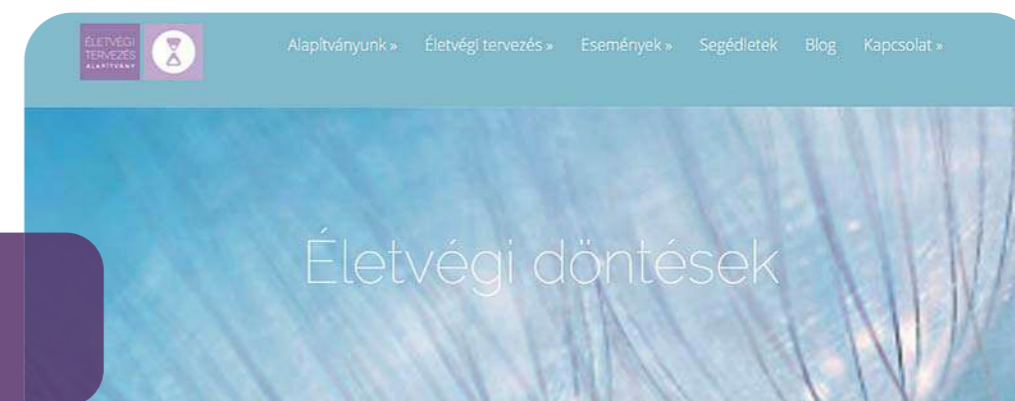 ÉLETVÉGI
TERVEZÉS
ALAPÍTVÁNY
Alapítványunk » Életvégi tervezés » Események » Segédletek Blog Kapcsolat »
Életvégi döntések